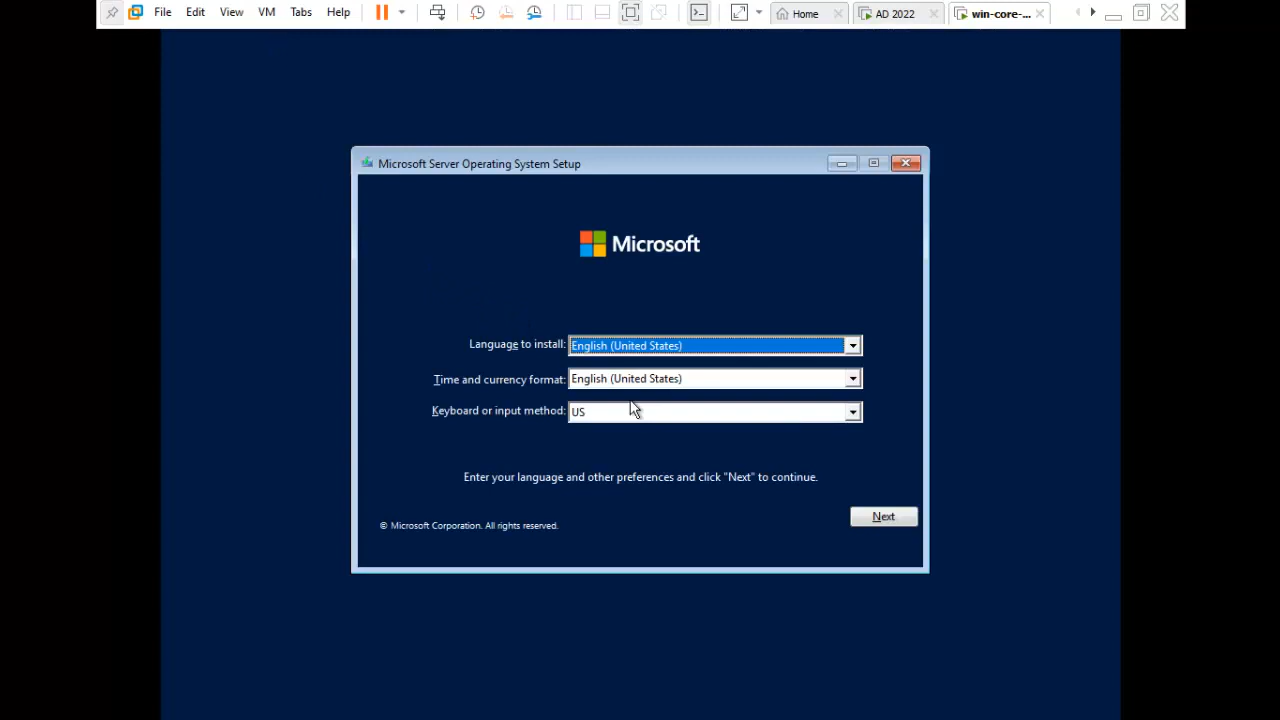 File Edit View VM Tabs Help Home AD 2022 win-core-...
Microsoft Server Operating System Setup
Microsoft
Language to install: English (United States)
Time and currency format: English (United States)
Keyboard or input method: US
Enter your language and other preferences and click "Next" to continue.
Next
© Microsoft Corporation. All rights reserved.